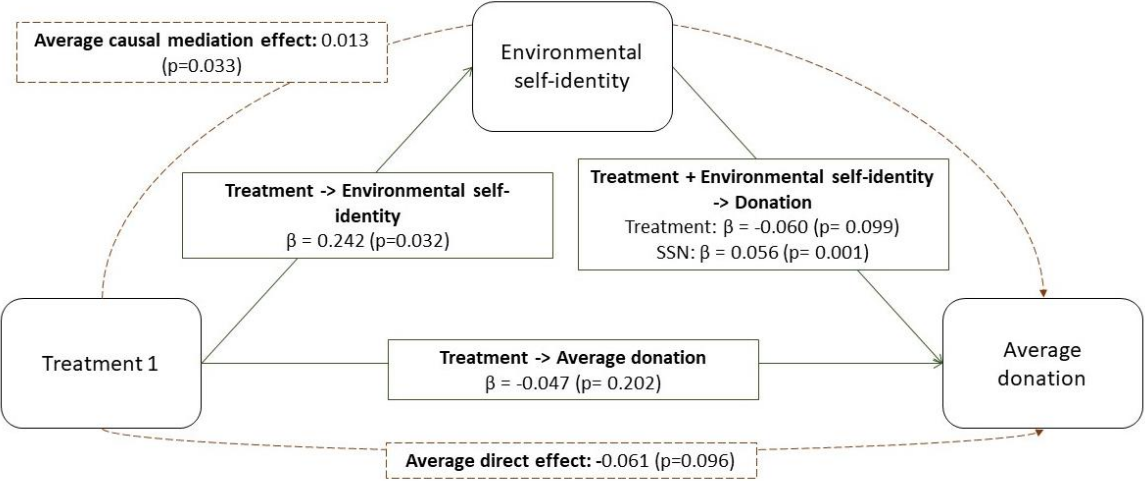 Average causal mediation effect: 0.013
(p=0.033)
Environmental
self-identity
Treatment -> Environmental self-
identity
β = 0.242 (p=0.032)
Treatment + Environmental self-identity
-> Donation
Treatment: β = -0.060 (p= 0.099)
SSN: β = 0.056 (p= 0.001)
Treatment 1
Treatment -> Average donation
β = -0.047 (p= 0.202)
Average
donation
Average direct effect: -0.061 (p=0.096)